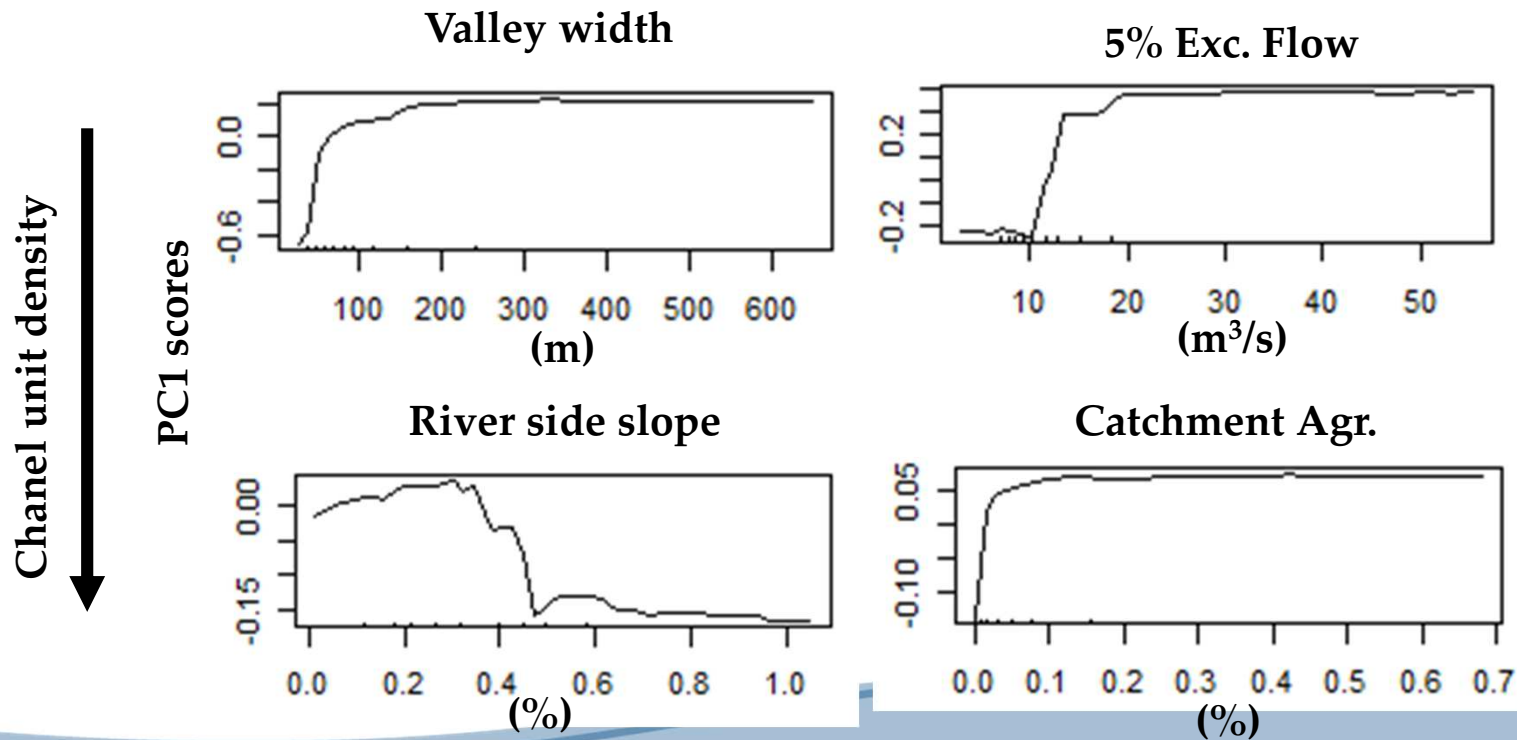 Chanel unit density
PC1 scores
Valley width
0.0
-0.6
100 200 300 400 500 600
(m)
5% Exc. Flow
0.2
-0.2
10 20 30 40 50
(m³/s)
River side slope
0.00
-0.15
0.0 0.2 0.4 0.6 0.8 1.0
(%)
Catchment Agr.
0.05
-0.10
0.0 0.1 0.2 0.3 0.4 0.5 0.6 0.7
(%)